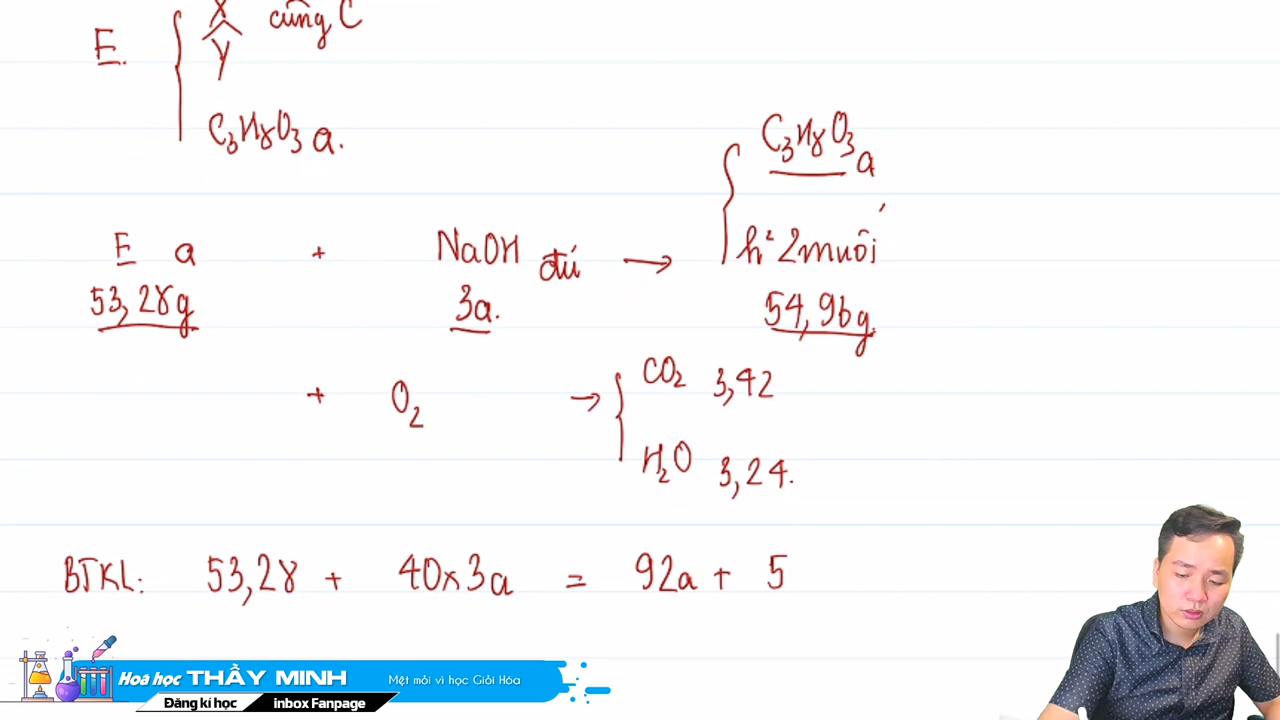 X cùng C
E.
Y
C3H8O3 a.
C3H8O3 a
E a + NaOH đủ → h² 2 muối
53,28g 3a. 54,96g.
+ O2 → CO2 3,42
H2O 3,24.
BTKL: 53,28 + 40x3a = 92a + 5
Hoá học THẦY MINH
Mệt mỏi vì học Giỏi Hóa
Đăng kí học inbox Fanpage